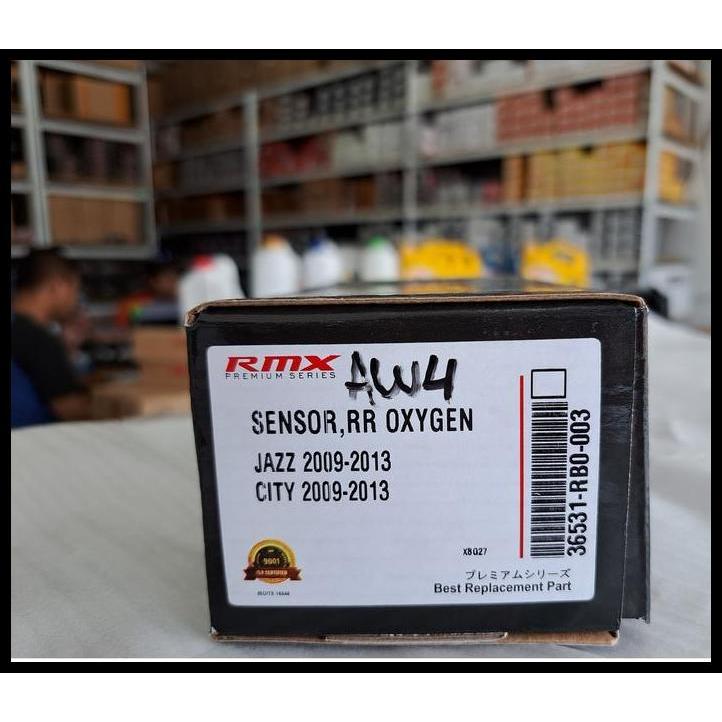 RMX
PREMIUM SERIES
AW4
SENSOR,RR OXYGEN
JAZZ 2009-2013
CITY 2009-2013
36531-RB0-003
X8027
9001
プレミアムシリーズ
Best Replacement Part